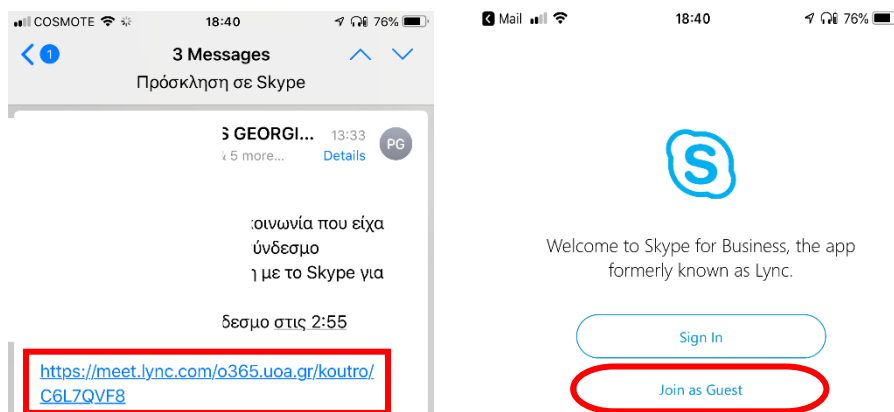 COSMOTE 18:40 76%
1 3 Messages
Πρόσκληση σε Skype
S GEORGI... 13:33
PG
& 5 more... Details
οινωνία που είχα
ύνδεσμο
η με το Skype για
δεσμο στις 2:55
https://meet.lync.com/o365.uoa.gr/koutro/
C6L7QVF8
Mail 18:40 76%
S
Welcome to Skype for Business, the app
formerly known as Lync.
Sign In
Join as Guest